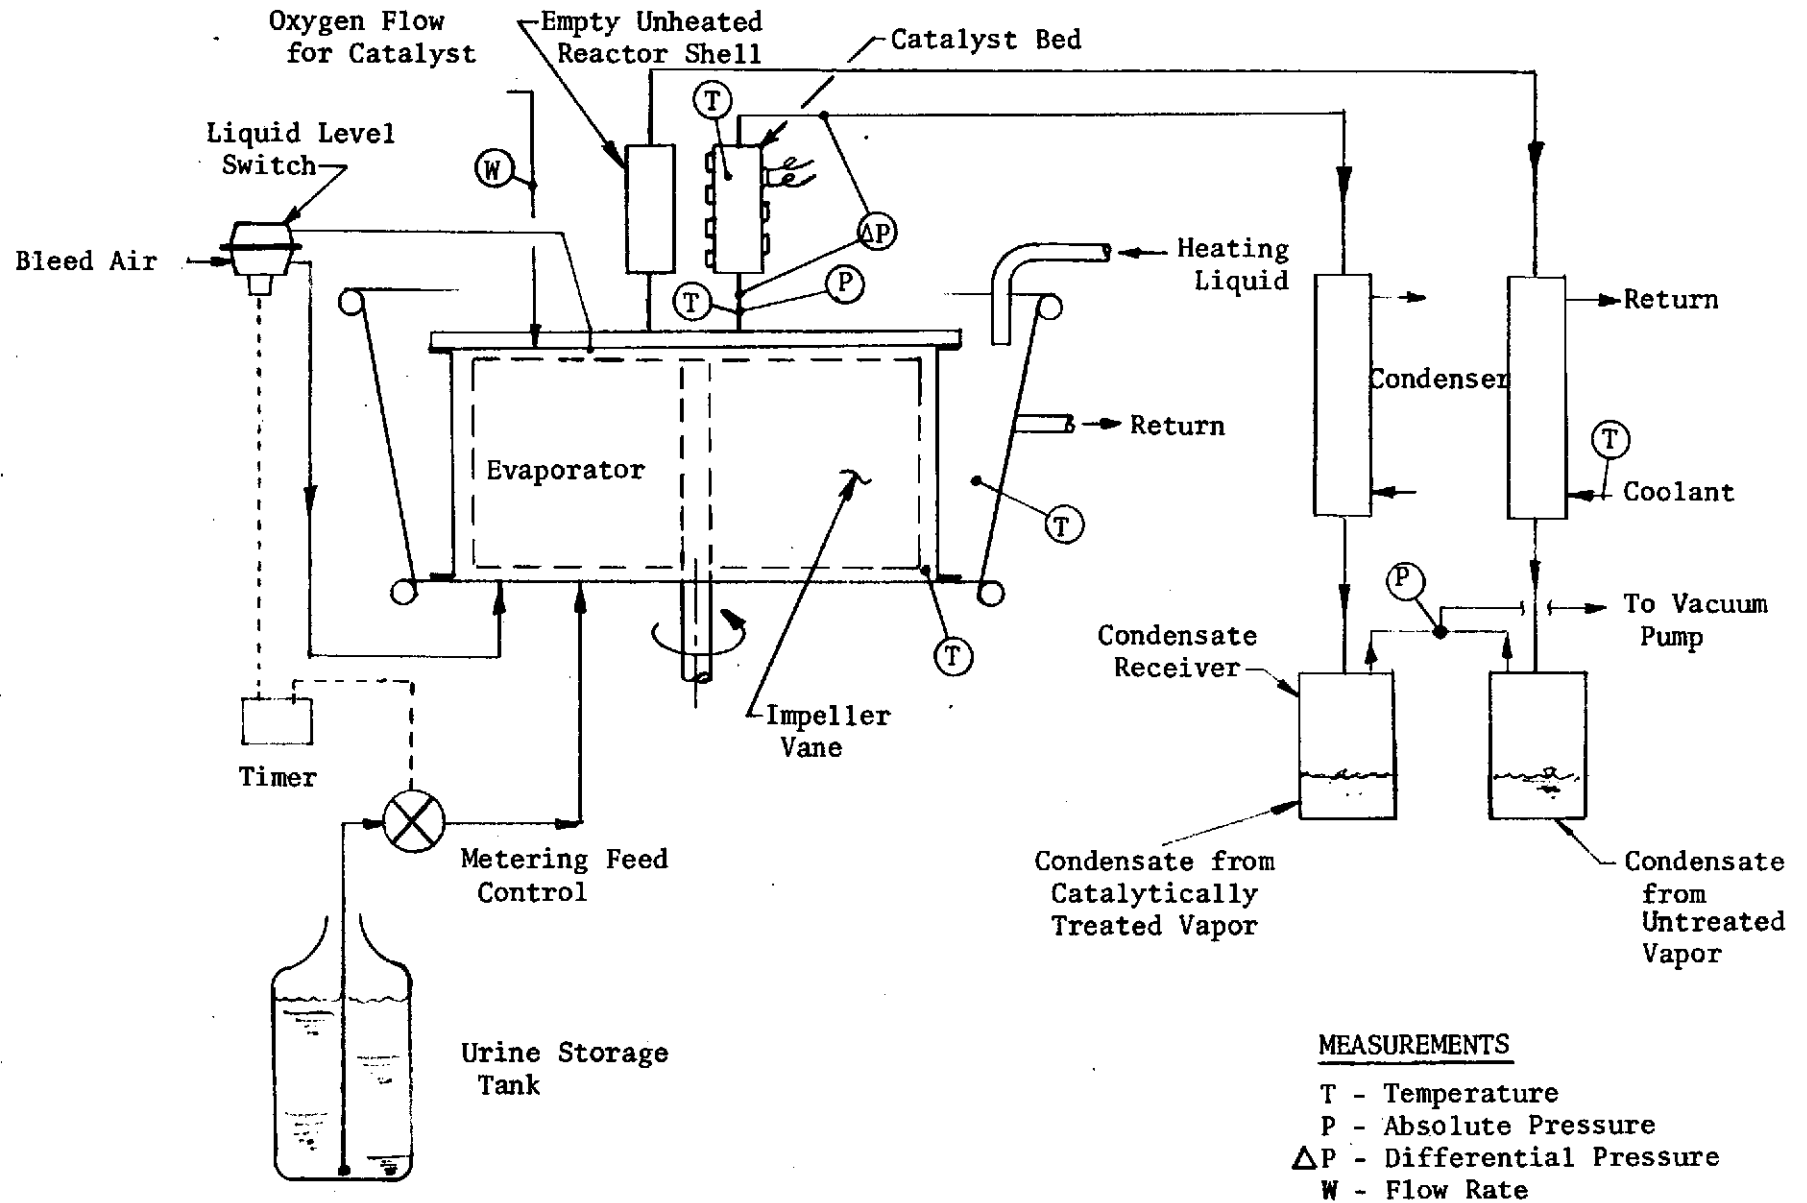 Oxygen Flow
for Catalyst
Empty Unheated
Reactor Shell
Catalyst Bed
T
Liquid Level
Switch
W
ΔP
Bleed Air
Heating
Liquid
T
P
Return
Condenser
Return
T
Evaporator
Coolant
T
P
To Vacuum
Pump
Condensate
Receiver
T
Impeller
Vane
Timer
Metering Feed
Control
Condensate from
Catalytically
Treated Vapor
Condensate
from
Untreated
Vapor
Urine Storage
Tank
MEASUREMENTS
T - Temperature
P - Absolute Pressure
ΔP - Differential Pressure
W - Flow Rate